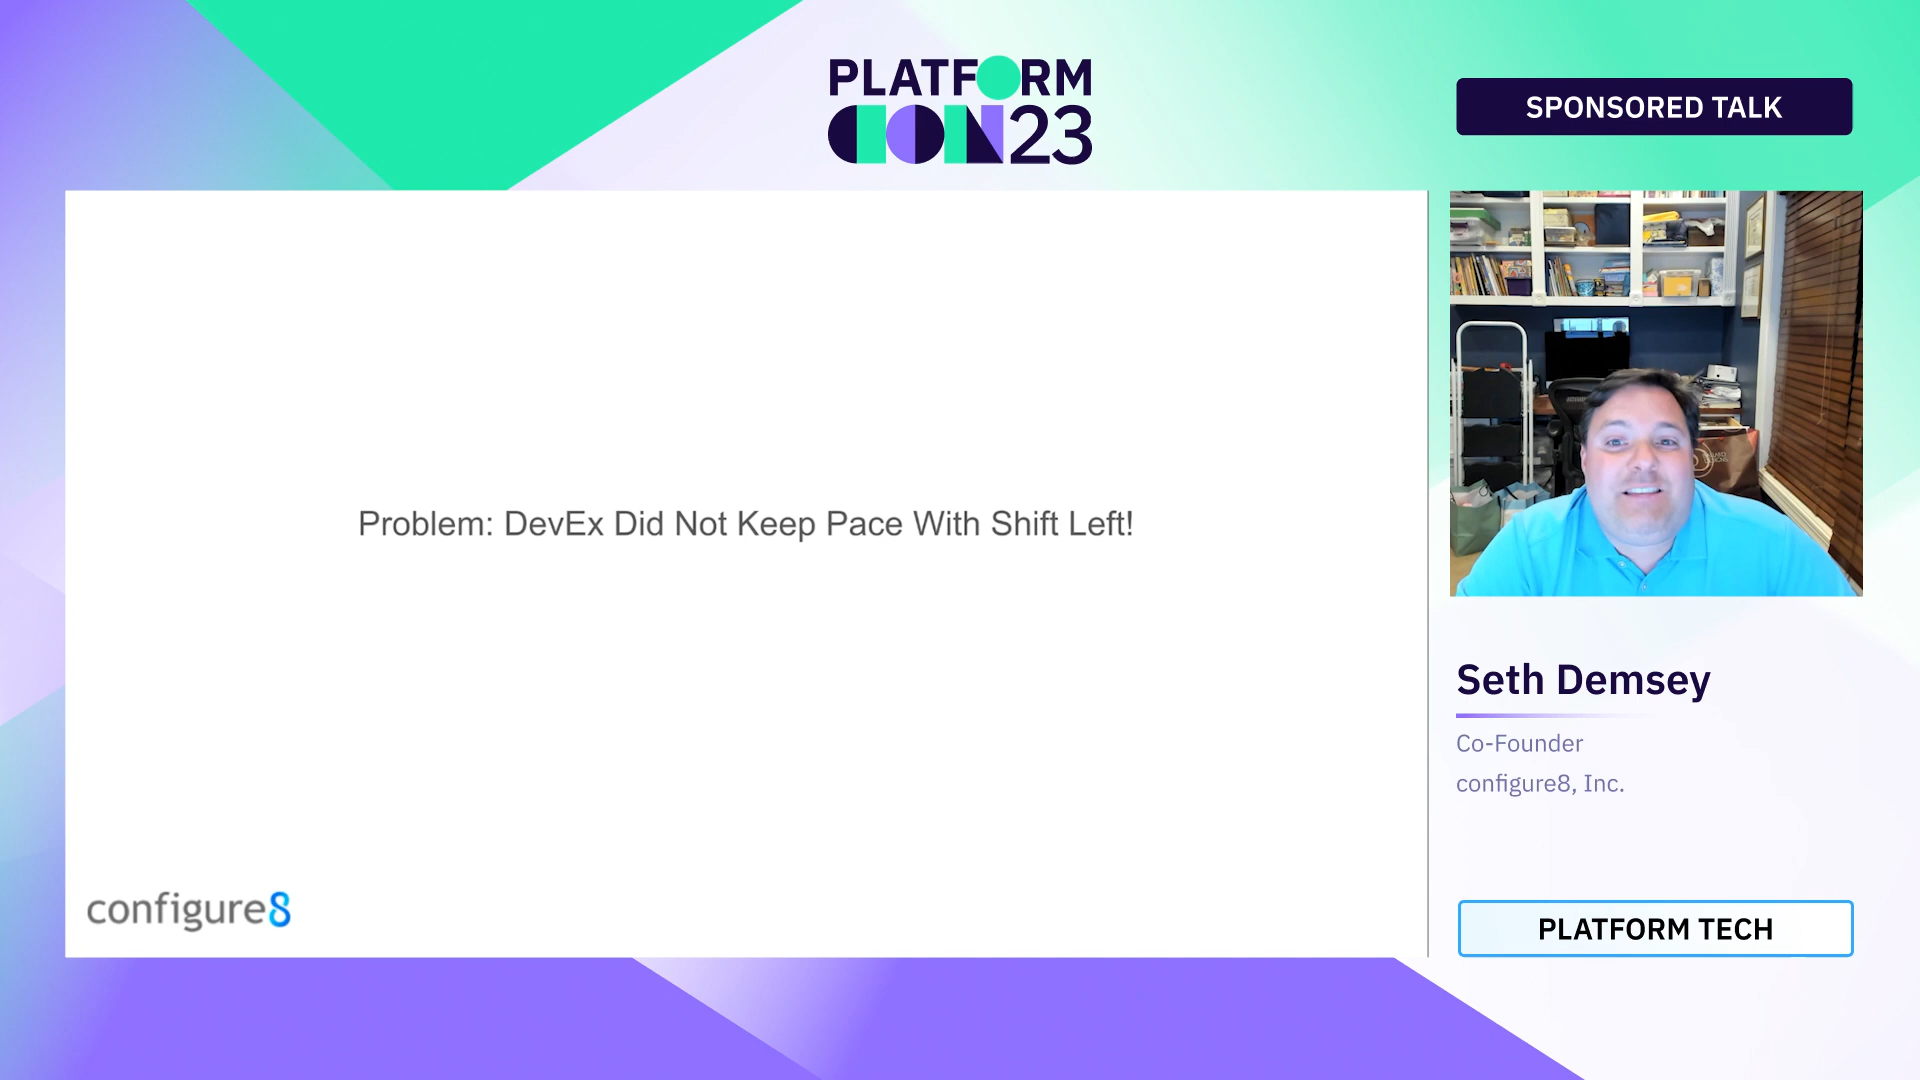 PLATFORM
CON23
SPONSORED TALK
Problem: DevEx Did Not Keep Pace With Shift Left!
Seth Demsey
Co-Founder
configure8, Inc.
configure8
PLATFORM TECH